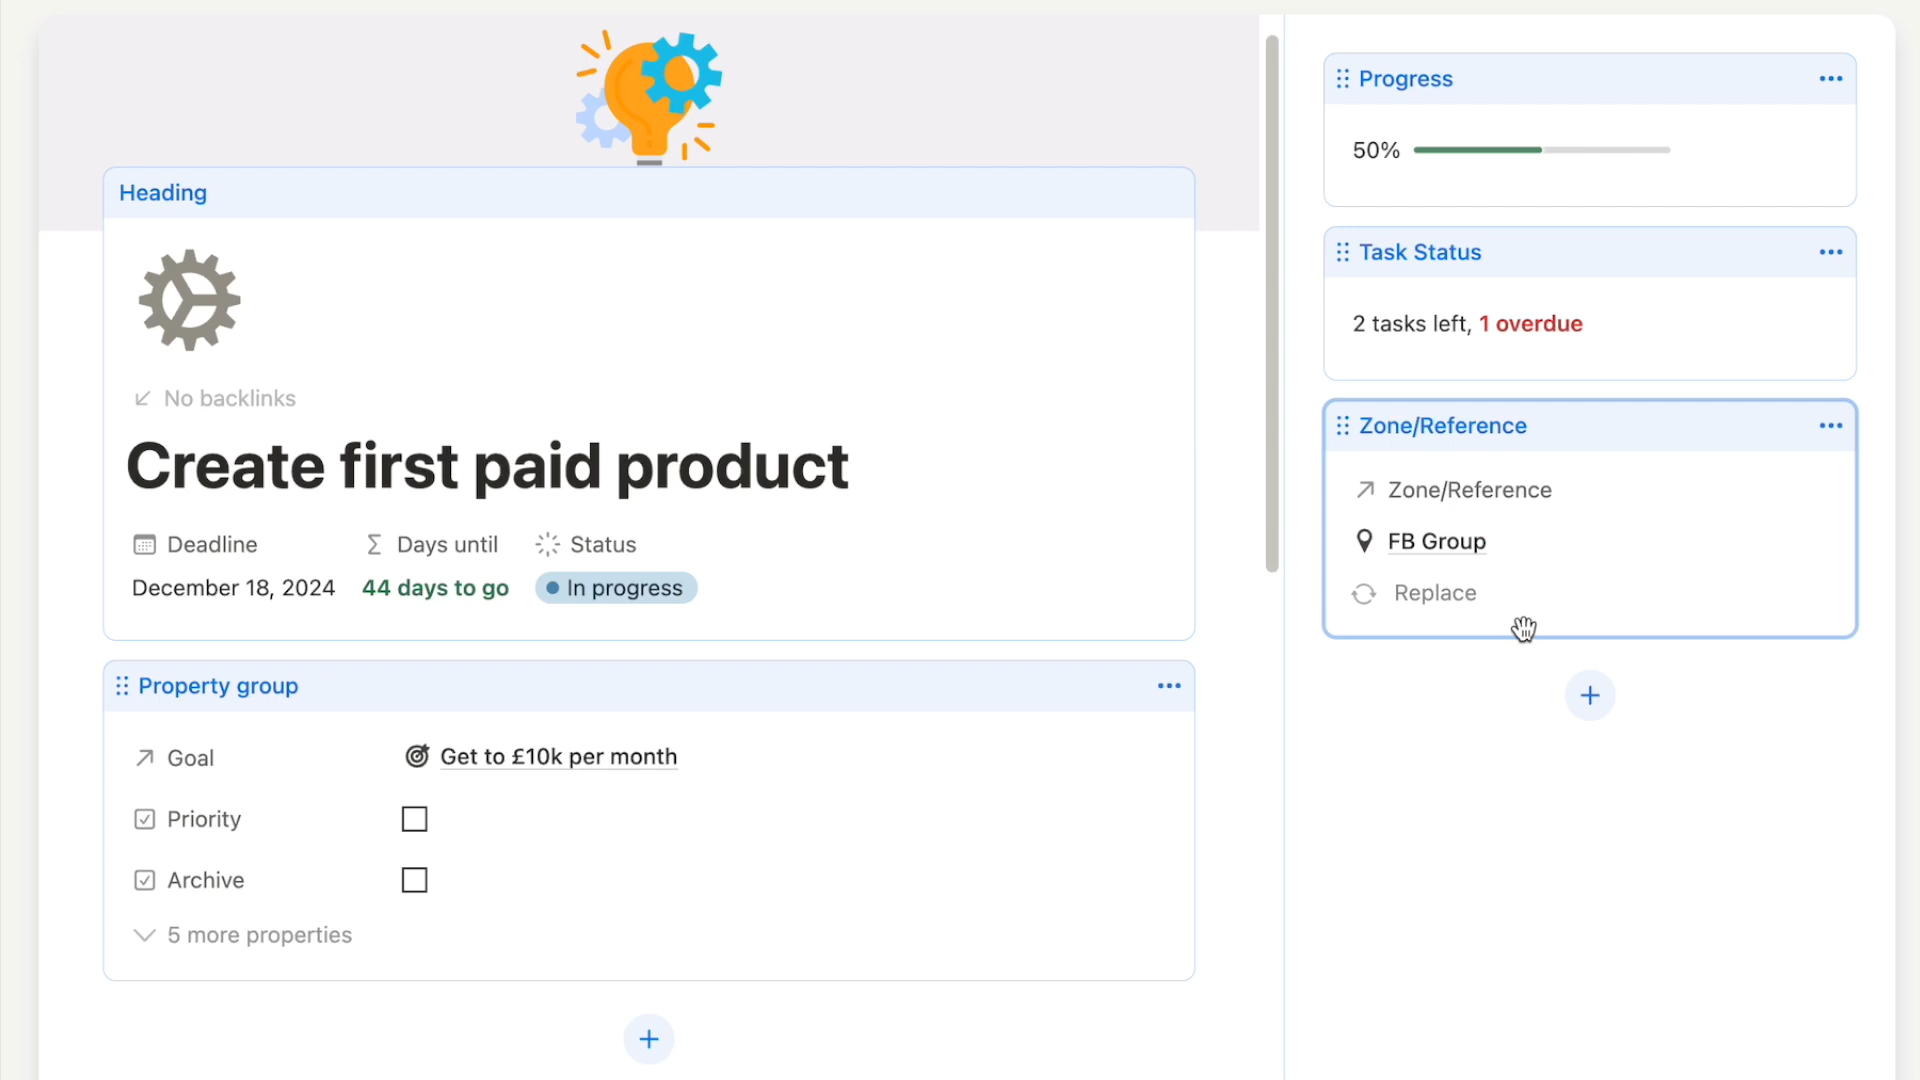 Heading
No backlinks
Create first paid product
Deadline
Days until
Status
December 18, 2024
44 days to go
In progress
Property group
Goal
Get to £10k per month
Priority
Archive
5 more properties
Progress
50%
Task Status
2 tasks left, 1 overdue
Zone/Reference
Zone/Reference
FB Group
Replace